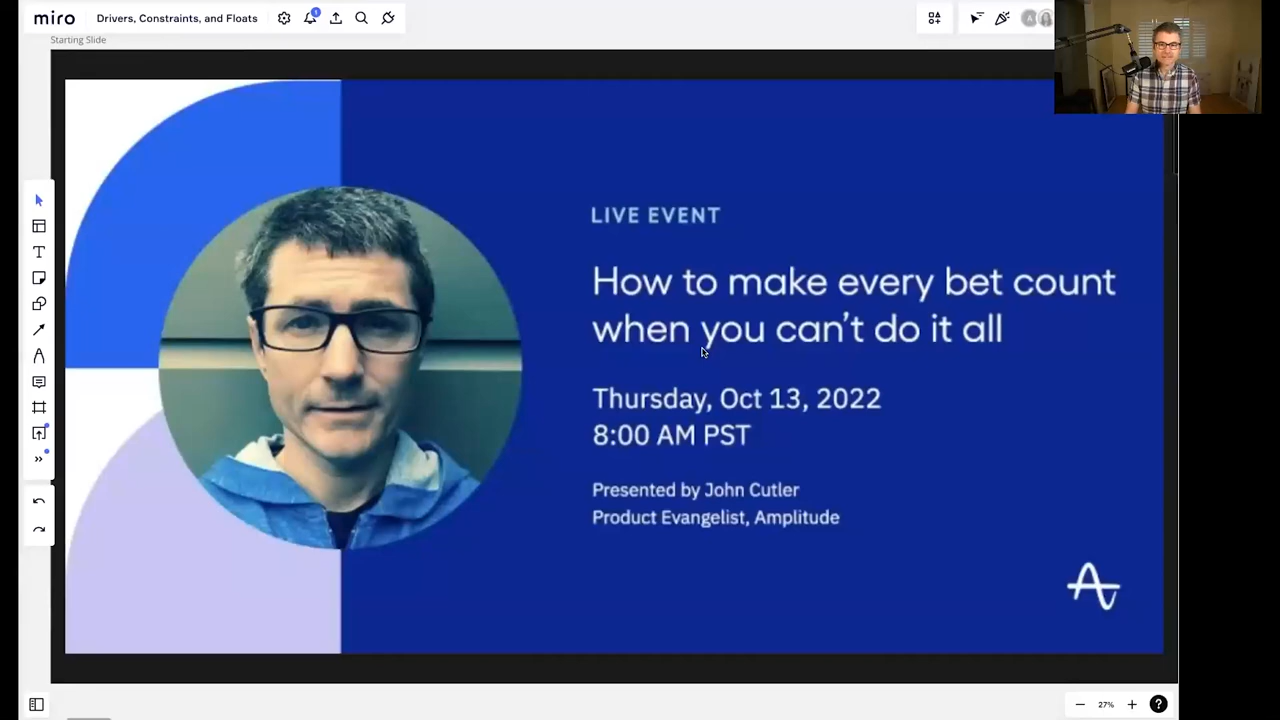 miro
Drivers, Constraints, and Floats
1
A
Starting Slide
LIVE EVENT
How to make every bet count
when you can't do it all
Thursday, Oct 13, 2022
8:00 AM PST
Presented by John Cutler
Product Evangelist, Amplitude
27%
?